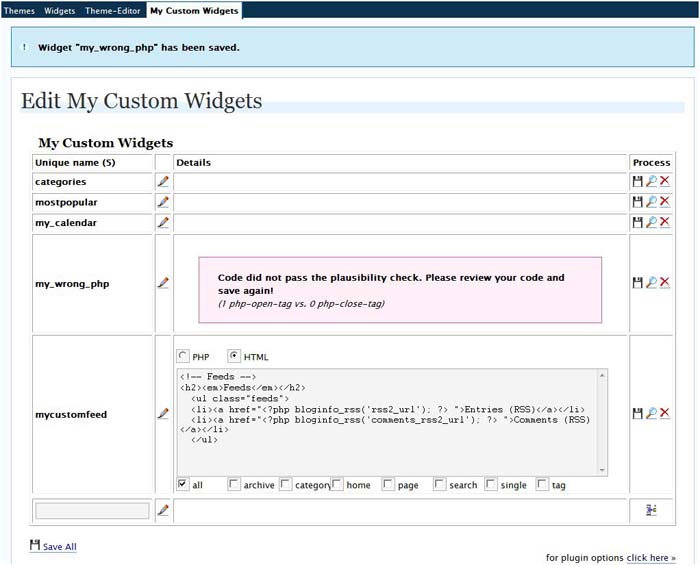 Themes Widgets Theme-Editor My Custom Widgets
! Widget "my_wrong_php" has been saved.
Edit My Custom Widgets
My Custom Widgets
Unique name (5) Details Process
categories
mostpopular
my_calendar
my_wrong_php
Code did not pass the plausibility check. Please review your code and
save again!
(1 php-open-tag vs. 0 php-close-tag)
PHP HTML
mycustomfeed
<!-- Feeds -->
<h2><em>Feeds</em></h2>
<ul class="feeds">
<li><a href="<?php bloginfo_rss('rss2_url'); ?> ">Entries (RSS)</a></li>
<li><a href="<?php bloginfo_rss('comments_rss2_url'); ?> ">Comments (RSS)
</a></li>
</ul>
all archive category home page search single tag
Save All
for plugin options click here »